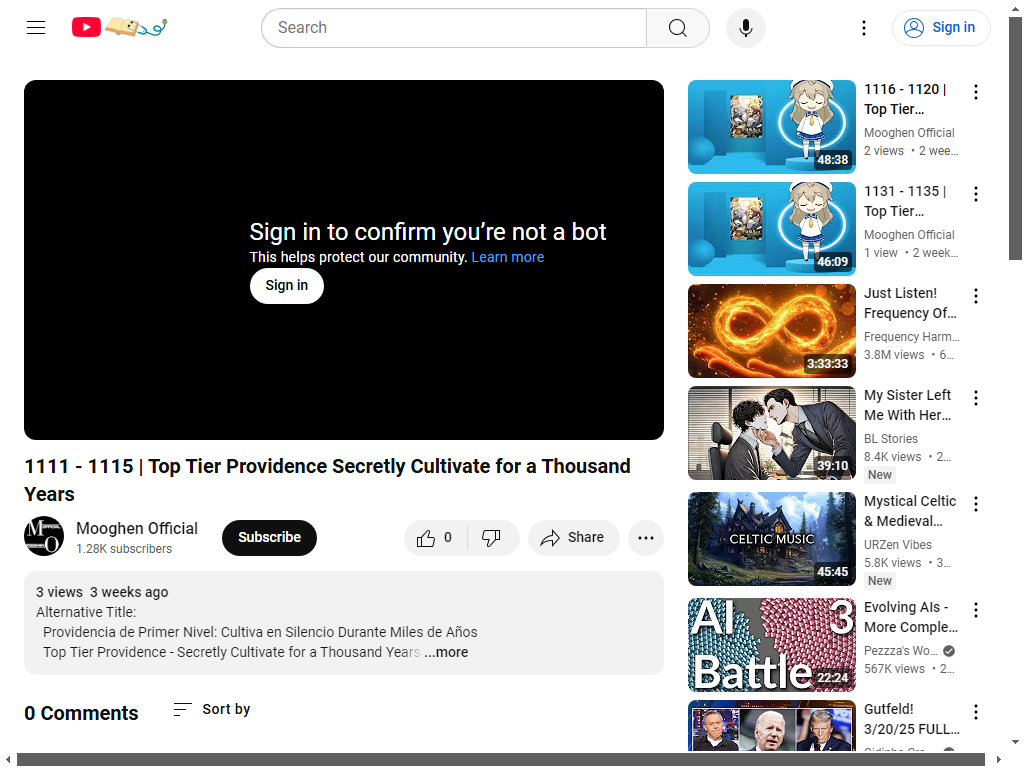 Search
Sign in
Sign in to confirm you’re not a bot
This helps protect our community. Learn more
Sign in
1111 - 1115 | Top Tier Providence Secretly Cultivate for a Thousand
Years
Mooghen Official
1.28K subscribers
Subscribe
0
Share
3 views 3 weeks ago
Alternative Title:
Providencia de Primer Nivel: Cultiva en Silencio Durante Miles de Años
Top Tier Providence - Secretly Cultivate for a Thousand Years ...more
0 Comments
Sort by
48:38
1116 - 1120 |
Top Tier…
Mooghen Official
2 views • 2 wee…
46:09
1131 - 1135 |
Top Tier…
Mooghen Official
1 view • 2 week…
3:33:33
Just Listen!
Frequency Of…
Frequency Harm…
3.8M views • 6…
39:10
My Sister Left
Me With Her…
BL Stories
8.4K views • 2…
New
CELTIC MUSIC
45:45
Mystical Celtic
& Medieval…
URZen Vibes
5.8K views • 3…
New
AI 3
Battle
22:24
Evolving AIs -
More Comple…
Pezzza's Wo…
567K views • 2…
Gutfeld!
3/20/25 FULL…